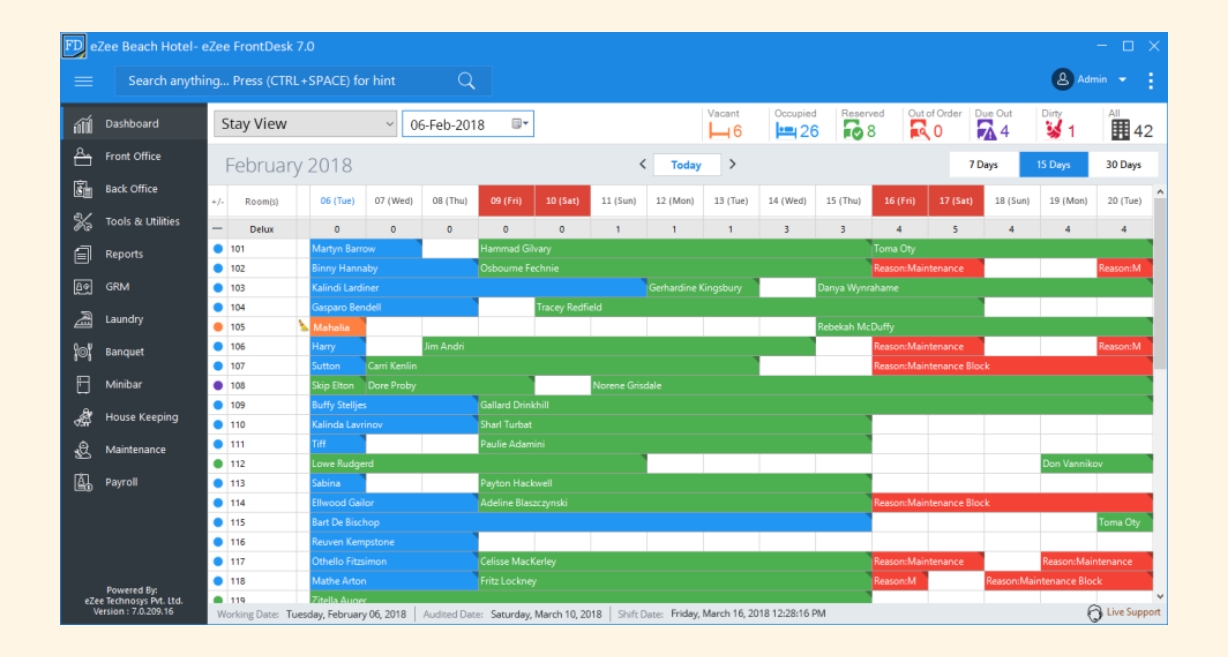 FD eZee Beach Hotel- eZee FrontDesk 7.0
Search anything... Press (CTRL+SPACE) for hint
Admin
Dashboard
Front Office
Back Office
Tools & Utilities
Reports
GRM
Laundry
Banquet
Minibar
House Keeping
Maintenance
Payroll
Powered By:
eZee Technosys Pvt. Ltd.
Version : 7.0.209.16
Stay View 06-Feb-2018
Vacant 6
Occupied 26
Reserved 8
Out of Order 0
Due Out 4
Dirty 1
All 42
February 2018 < Today > 7 Days 15 Days 30 Days
+/- Room(s) 06 (Tue) 07 (Wed) 08 (Thu) 09 (Fri) 10 (Sat) 11 (Sun) 12 (Mon) 13 (Tue) 14 (Wed) 15 (Thu) 16 (Fri) 17 (Sat) 18 (Sun) 19 (Mon) 20 (Tue)
— Delux 0 0 0 0 0 1 1 1 3 3 4 5 4 4 4
101 Martyn Barrow Hammad Gilvary Toma Oty
102 Binny Hannaby Osbourne Fechnie Reason:Maintenance Reason:M
103 Kalindi Lardiner Gerhardine Kingsbury Danya Wynrahame
104 Gasparo Bendell Tracey Redfield
105 Mahalia Rebekah McDuffy
106 Harry Jim Andri Reason:Maintenance Reason:M
107 Sutton Carri Kenlin Reason:Maintenance Block
108 Skip Elton Dore Proby Norene Grisdale
109 Buffy Stelljes Gallard Drinkhill
110 Kalinda Lavrinov Sharl Turbat
111 Tiff Paulie Adamini
112 Lowe Rudgerd Don Vannikov
113 Sabina Payton Hackwell
114 Ellwood Gailor Adeline Blaszczynski Reason:Maintenance Block
115 Bart De Bischop Toma Oty
116 Reuven Kempstone
117 Othello Fitzsimon Celisse MacKerley Reason:Maintenance Reason:Maintenance
118 Mathe Arton Fritz Lockney Reason:M Reason:Maintenance Block
119 Zitella Auger
Working Date: Tuesday, February 06, 2018 Audited Date: Saturday, March 10, 2018 Shift Date: Friday, March 16, 2018 12:28:16 PM Live Support